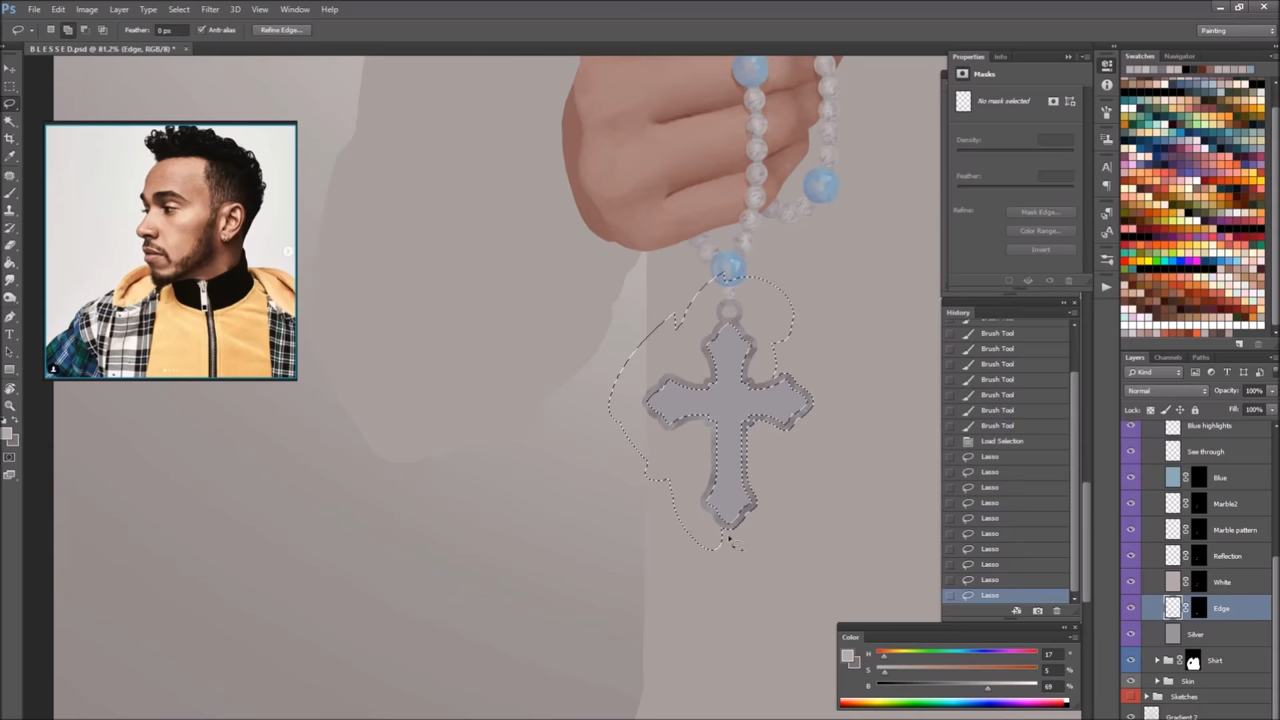 Ps File Edit Image Layer Type Select Filter 3D View Window Help
Feather: 0 px Anti-alias Refine Edge... Painting
B L E S S E D.psd @ 81.2% (Edge, RGB/8) * ×
Properties Info
Masks
No mask selected
Density:
Feather:
Refine: Mask Edge...
Color Range...
Invert
History
Brush Tool
Brush Tool
Brush Tool
Brush Tool
Brush Tool
Brush Tool
Brush Tool
Load Selection
Lasso
Lasso
Lasso
Lasso
Lasso
Lasso
Lasso
Lasso
Lasso
Lasso
Color
H 17 °
S 5 %
B 69 %
Swatches Navigator
Layers Channels Paths
Kind
Normal Opacity: 100%
Lock: Fill: 100%
Blue highlights
See through
Blue
Marble2
Marble pattern
Reflection
White
Edge
Silver
Shirt
Skin
Sketches
Gradient 2